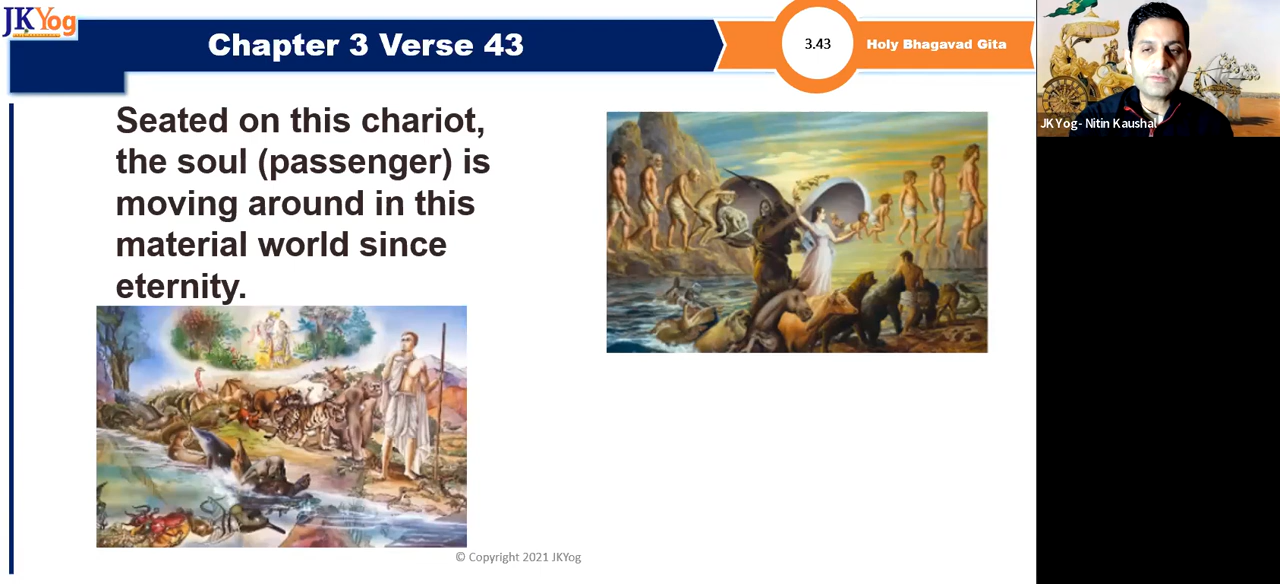 JKYog
Chapter 3 Verse 43
3.43
Holy Bhagavad Gita
JKYog- Nitin Kaushal
Seated on this chariot,
the soul (passenger) is
moving around in this
material world since
eternity.
© Copyright 2021 JKYog